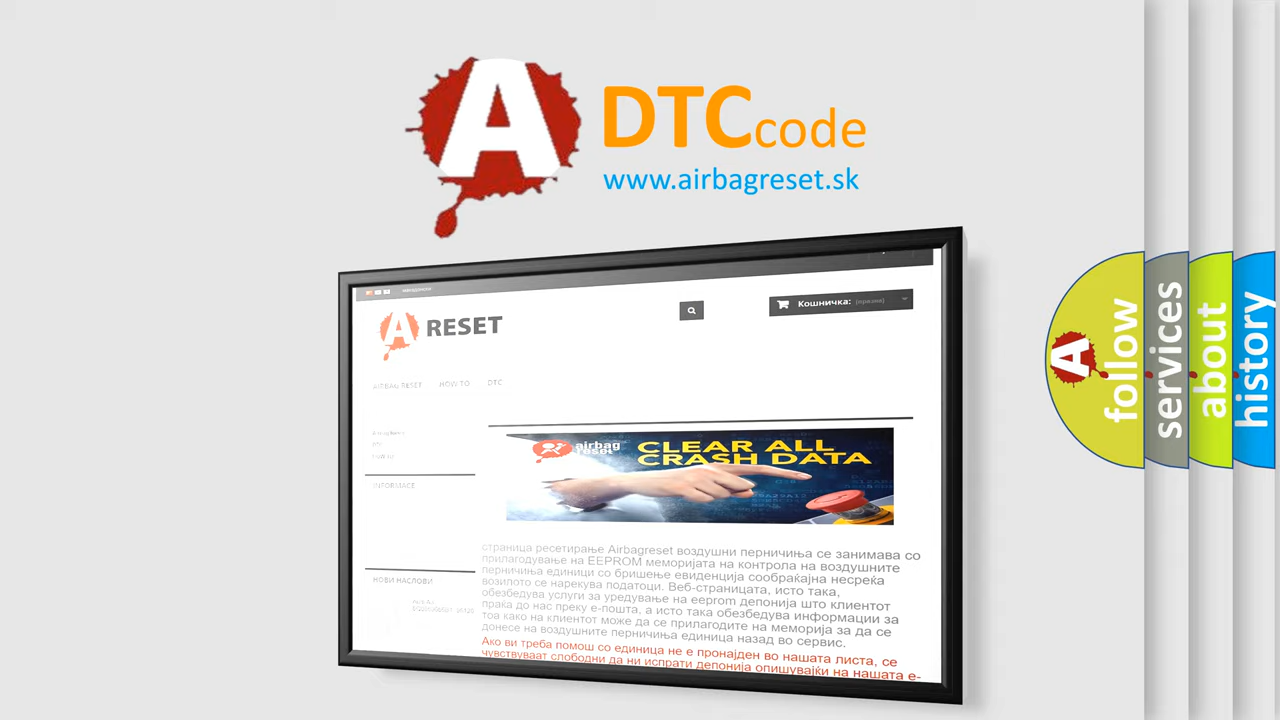 A DTC code
www.airbagreset.sk
Кошничка: (празна)
A RESET
AIRBAG RESET HOW TO DTC
airbag reset
CLEAR ALL
CRASH DATA
INFORMACE
страница ресетирање Airbagreset воздушни перничиња се занимава со
прилагодување на EEPROM меморијата на контрола на воздушните
перничиња единици со бришење евиденција сообраќајна несреќа
возилото се нарекува податоци. Веб-страницата, исто така,
обезбедува услуги за уредување на eeprom депонија што клиентот
праќа до нас преку е-пошта, а исто така обезбедува информации за
тоа како на клиентот може да се прилагодите на меморија за да се
донесе на воздушните перничиња единица назад во сервис.
Ако ви треба помош со единица не е пронајден во нашата листа, се
чувствуваат слободни да ни испрати депонија опишувајќи на нашата е-
НОВИ НАСЛОВИ
A follow
services
about
history